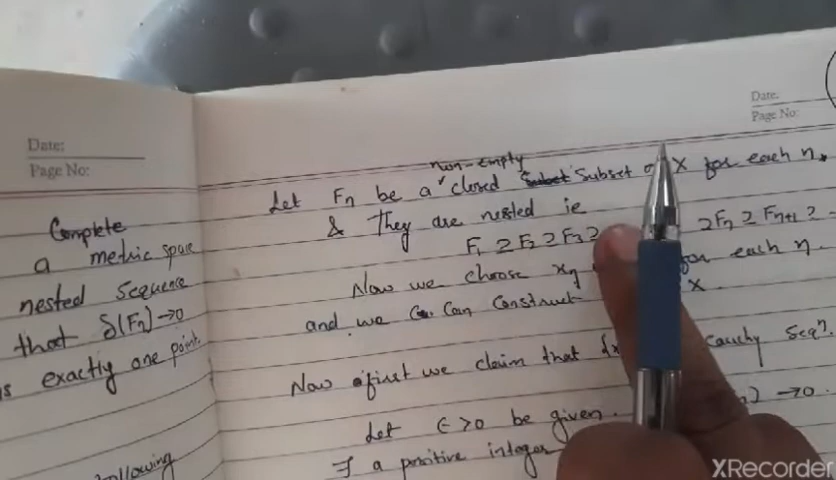 Date:
Page No:
Complete
a metric space
nested sequence
that δ(Fn)→0
exactly one point.
following
Date:
Page No:
non-empty
Let Fn be a closed Subset of X for each n.
& They are nested ie
F1 ⊇ F2 ⊇ F3 ⊇ ⊇ Fn ⊇ Fn+1 ⊇
Now we choose xn for each n.
and we can construct X.
Now first we claim that {x cauchy seqn.
Let ϵ>0 be given. →0.
∃ a positive integer
XRecorder